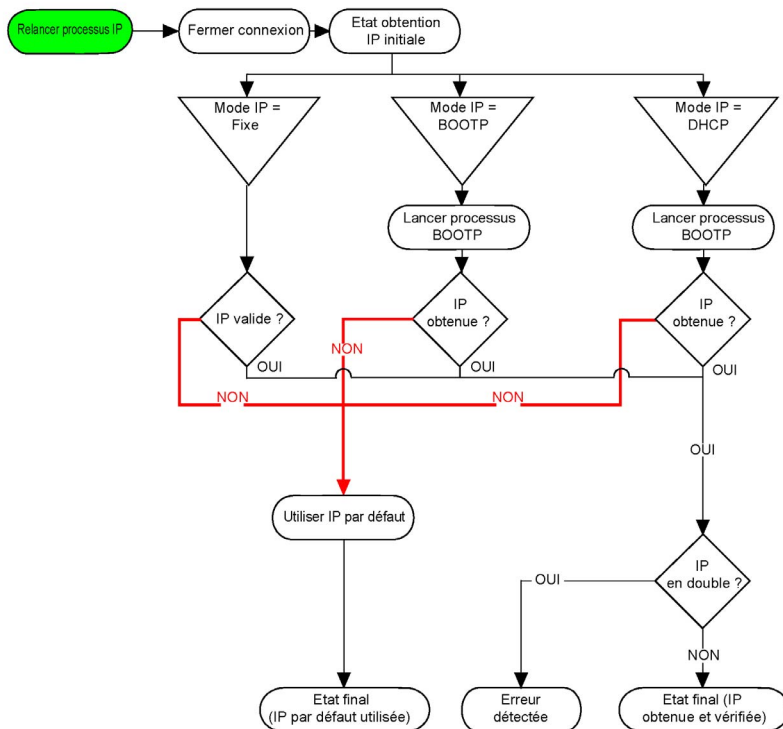 Relancer processus IP
Fermer connexion
Etat obtention
IP initiale
Mode IP =
Fixe
Mode IP =
BOOTP
Mode IP =
DHCP
Lancer processus
BOOTP
Lancer processus
BOOTP
IP valide ?
IP
obtenue ?
IP
obtenue ?
NON
OUI
OUI
OUI
NON
NON
OUI
Utiliser IP par défaut
IP
en double ?
OUI
NON
Etat final
(IP par défaut utilisée)
Erreur
détectée
Etat final (IP
obtenue et vérifiée)